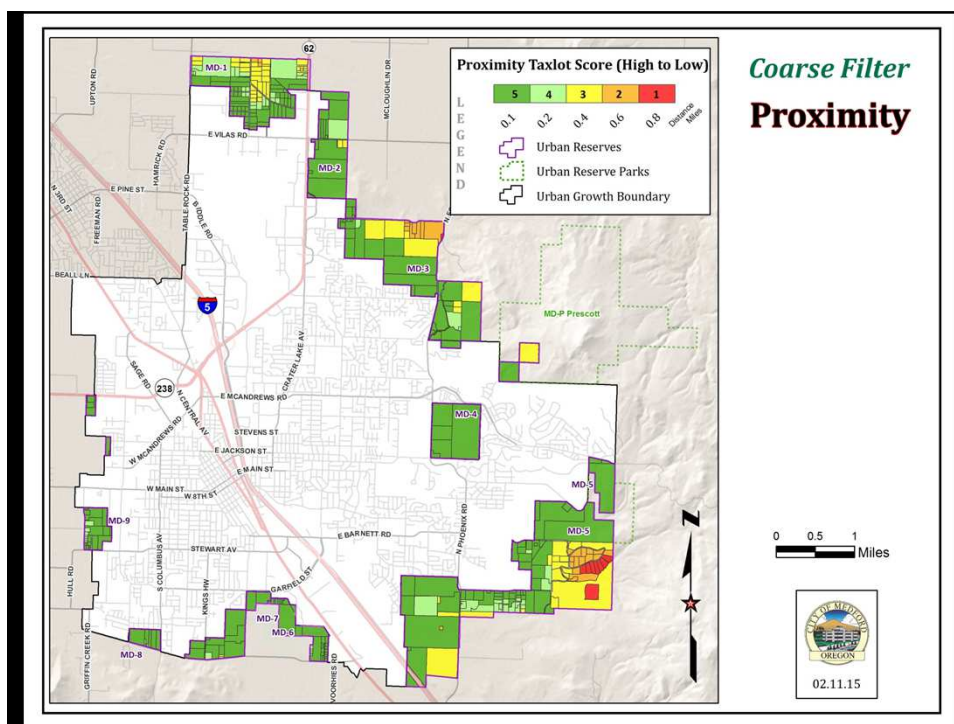 Coarse Filter
Proximity
Proximity Taxlot Score (High to Low)
LEGEND
5 4 3 2 1
0.1 0.2 0.4 0.6 0.8 Distance Miles
Urban Reserves
Urban Reserve Parks
Urban Growth Boundary
62
MCLOUGHLIN DR
UPTON RD
MD-1
E VILAS RD
HAMRICK RD
TABLE ROCK RD
MD-2
E PINE ST
N 3RD ST
FREEMAN RD
BIDDLE RD
BEALL LN
MD-3
5
MD-P Prescott
CRATER LAKE AV
SAGE RD
238
N CENTRAL AV
E MCANDREWS RD
MD-4
STEVENS ST
W MCANDREWS RD
E JACKSON ST
E MAIN ST
W MAIN ST
W 8TH ST
MD-5
MD-9
N PHOENIX RD
E BARNETT RD
MD-5
STEWART AV
S COLUMBUS AV
HULL RD
KINGS HW
GARFIELD ST
MD-7
MD-6
MD-8
GRIFFIN CREEK RD
VOORHIES RD
N
0 0.5 1
Miles
CITY OF MEDFORD
OREGON
02.11.15